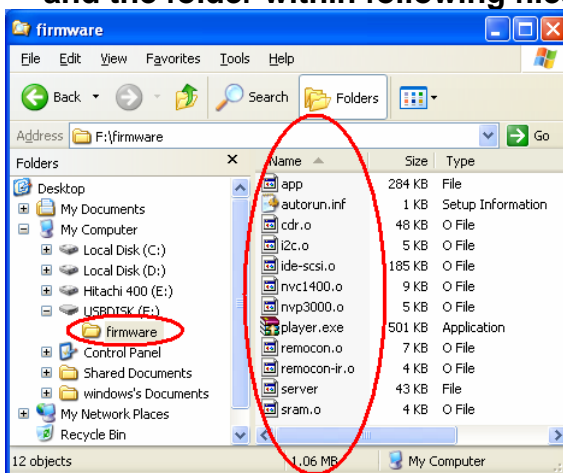 and the folder within following files
firmware
File Edit View Favorites Tools Help
Back Search Folders
Address F:\firmware Go
Folders x Name Size Type
Desktop
My Documents
My Computer
Local Disk (C:)
Local Disk (D:)
Hitachi 400 (E:)
USBDISK (F:)
firmware
Control Panel
Shared Documents
windows's Documents
My Network Places
Recycle Bin
app 284 KB File
autorun.inf 1 KB Setup Information
cdr.o 48 KB O File
i2c.o 5 KB O File
ide-scsi.o 185 KB O File
nvc1400.o 9 KB O File
nvp3000.o 5 KB O File
player.exe 501 KB Application
remocon.o 7 KB O File
remocon-ir.o 4 KB O File
server 43 KB File
sram.o 4 KB O File
12 objects 1.06 MB My Computer